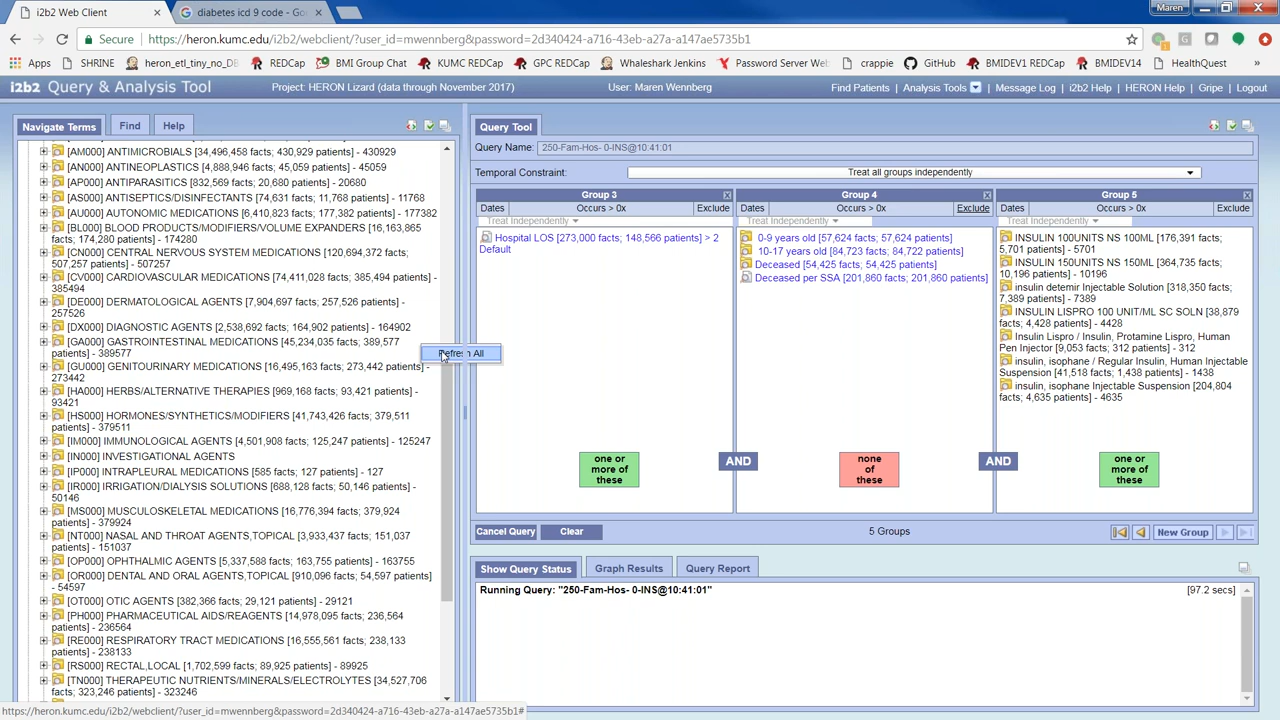 Maren
i2b2 Web Client
diabetes icd 9 code - Go
Secure
https://heron.kumc.edu/i2b2/webclient/?user_id=mwennberg&password=2d340424-a716-43eb-a27a-a147ae5735b1
Apps SHRINE heron_etl_tiny_no_DB REDCap BMI Group Chat KUMC REDCap GPC REDCap Whaleshark Jenkins Password Server Web crappie GitHub BMIDEV1 REDCap BMIDEV14 HealthQuest
i2b2 Query & Analysis Tool Project: HERON Lizard (data through November 2017) User: Maren Wennberg Find Patients | Analysis Tools | Message Log | i2b2 Help | HERON Help | Gripe | Logout
Navigate Terms Find Help
[AM000] ANTIMICROBIALS [34,496,458 facts; 430,929 patients] - 430929
[AN000] ANTINEOPLASTICS [4,888,946 facts; 45,059 patients] - 45059
[AP000] ANTIPARASITICS [832,569 facts; 20,680 patients] - 20680
[AS000] ANTISEPTICS/DISINFECTANTS [74,631 facts; 11,768 patients] - 11768
[AU000] AUTONOMIC MEDICATIONS [6,410,823 facts; 177,382 patients] - 177382
[BL000] BLOOD PRODUCTS/MODIFIERS/VOLUME EXPANDERS [16,163,865
facts; 174,280 patients] - 174280
[CN000] CENTRAL NERVOUS SYSTEM MEDICATIONS [120,694,372 facts;
507,257 patients] - 507257
[CV000] CARDIOVASCULAR MEDICATIONS [74,411,028 facts; 385,494 patients] -
385494
[DE000] DERMATOLOGICAL AGENTS [7,904,697 facts; 257,526 patients] -
257526
[DX000] DIAGNOSTIC AGENTS [2,538,692 facts; 164,902 patients] - 164902
[GA000] GASTROINTESTINAL MEDICATIONS [45,234,035 facts; 389,577
patients] - 389577
[GU000] GENITOURINARY MEDICATIONS [16,495,163 facts; 273,442 patients] -
273442
[HA000] HERBS/ALTERNATIVE THERAPIES [969,168 facts; 93,421 patients] -
93421
[HS000] HORMONES/SYNTHETICS/MODIFIERS [41,743,426 facts; 379,511
patients] - 379511
[IM000] IMMUNOLOGICAL AGENTS [4,501,908 facts; 125,247 patients] - 125247
[IN000] INVESTIGATIONAL AGENTS
[IP000] INTRAPLEURAL MEDICATIONS [585 facts; 127 patients] - 127
[IR000] IRRIGATION/DIALYSIS SOLUTIONS [688,128 facts; 50,146 patients] -
50146
[MS000] MUSCULOSKELETAL MEDICATIONS [16,776,394 facts; 379,924
patients] - 379924
[NT000] NASAL AND THROAT AGENTS,TOPICAL [3,933,437 facts; 151,037
patients] - 151037
[OP000] OPHTHALMIC AGENTS [5,337,588 facts; 163,755 patients] - 163755
[OR000] DENTAL AND ORAL AGENTS,TOPICAL [910,096 facts; 54,597 patients] -
54597
[OT000] OTIC AGENTS [382,366 facts; 29,121 patients] - 29121
[PH000] PHARMACEUTICAL AIDS/REAGENTS [14,978,095 facts; 236,564
patients] - 236564
[RE000] RESPIRATORY TRACT MEDICATIONS [16,555,561 facts; 238,133
patients] - 238133
[RS000] RECTAL,LOCAL [1,702,599 facts; 89,925 patients] - 89925
[TN000] THERAPEUTIC NUTRIENTS/MINERALS/ELECTROLYTES [34,527,706
facts; 323,246 patients] - 323246
Refresh All
Query Tool
Query Name: 250-Fam-Hos- 0-INS@10:41:01
Temporal Constraint: Treat all groups independently
Group 3
Dates Occurs > 0x Exclude
Treat Independently
Hospital LOS [273,000 facts; 148,566 patients] > 2
Default
one or
more of
these
AND
Group 4
Dates Occurs > 0x Exclude
Treat Independently
0-9 years old [57,624 facts; 57,624 patients]
10-17 years old [84,723 facts; 84,722 patients]
Deceased [54,425 facts; 54,425 patients]
Deceased per SSA [201,860 facts; 201,860 patients]
none
of
these
AND
Group 5
Dates Occurs > 0x Exclude
Treat Independently
INSULIN 100UNITS NS 100ML [176,391 facts;
5,701 patients] - 5701
INSULIN 150UNITS NS 150ML [364,735 facts;
10,196 patients] - 10196
insulin detemir Injectable Solution [318,350 facts;
7,389 patients] - 7389
INSULIN LISPRO 100 UNIT/ML SC SOLN [38,879
facts; 4,428 patients] - 4428
Insulin Lispro / Insulin, Protamine Lispro, Human
Pen Injector [9,053 facts; 312 patients] - 312
insulin, isophane / Regular Insulin, Human Injectable
Suspension [41,518 facts; 1,438 patients] - 1438
insulin, isophane Injectable Suspension [204,804
facts; 4,635 patients] - 4635
one or
more of
these
Cancel Query Clear 5 Groups New Group
Show Query Status Graph Results Query Report
Running Query: "250-Fam-Hos- 0-INS@10:41:01" [97.2 secs]
https://heron.kumc.edu/i2b2/webclient/?user_id=mwennberg&password=2d340424-a716-43eb-a27a-a147ae5735b1#